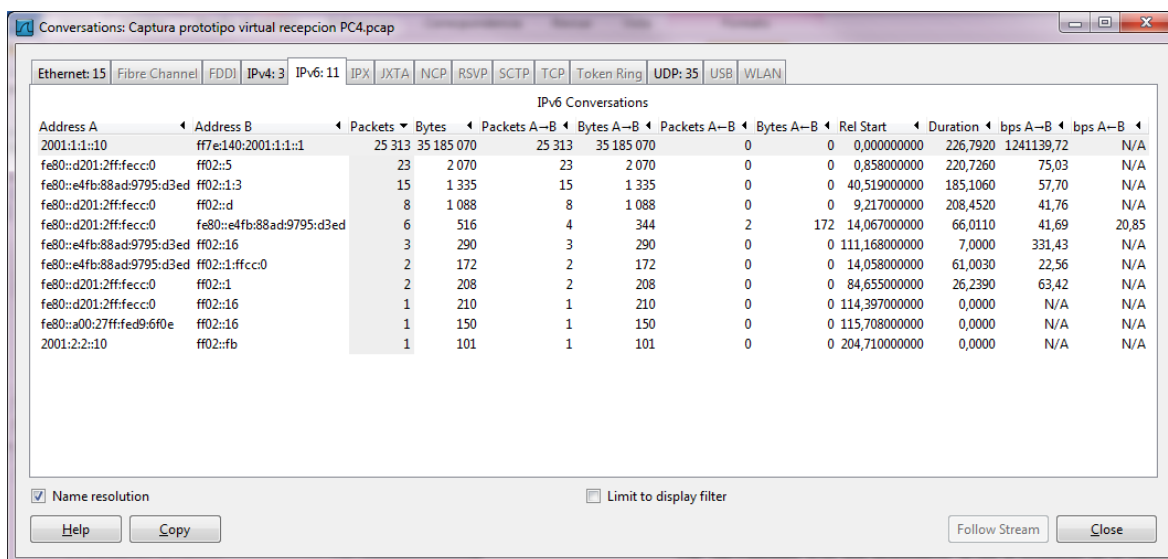 Conversations: Captura prototipo virtual recepcion PC4.pcap
Ethernet: 15 Fibre Channel FDDI IPv4: 3 IPv6: 11 IPX JXTA NCP RSVP SCTP TCP Token Ring UDP: 35 USB WLAN
IPv6 Conversations
Address A Address B Packets Bytes Packets A→B Bytes A→B Packets A←B Bytes A←B Rel Start Duration bps A→B bps A←B
2001:1:1::10 ff7e:140:2001:1:1::1 25 313 35 185 070 25 313 35 185 070 0 0 0,000000000 226,7920 1241139,72 N/A
fe80::d201:2ff:fecc:0 ff02::5 23 2 070 23 2 070 0 0 0,858000000 220,7260 75,03 N/A
fe80::e4fb:88ad:9795:d3ed ff02::1:3 15 1 335 15 1 335 0 0 40,519000000 185,1060 57,70 N/A
fe80::d201:2ff:fecc:0 ff02::d 8 1 088 8 1 088 0 0 9,217000000 208,4520 41,76 N/A
fe80::d201:2ff:fecc:0 fe80::e4fb:88ad:9795:d3ed 6 516 4 344 2 172 14,067000000 66,0110 41,69 20,85
fe80::e4fb:88ad:9795:d3ed ff02::16 3 290 3 290 0 0 111,168000000 7,0000 331,43 N/A
fe80::e4fb:88ad:9795:d3ed ff02::1:ffcc:0 2 172 2 172 0 0 14,058000000 61,0030 22,56 N/A
fe80::d201:2ff:fecc:0 ff02::1 2 208 2 208 0 0 84,655000000 26,2390 63,42 N/A
fe80::d201:2ff:fecc:0 ff02::16 1 210 1 210 0 0 114,397000000 0,0000 N/A N/A
fe80::a00:27ff:fed9:6f0e ff02::16 1 150 1 150 0 0 115,708000000 0,0000 N/A N/A
2001:2:2::10 ff02::fb 1 101 1 101 0 0 204,710000000 0,0000 N/A N/A
Name resolution Limit to display filter
Help Copy Follow Stream Close